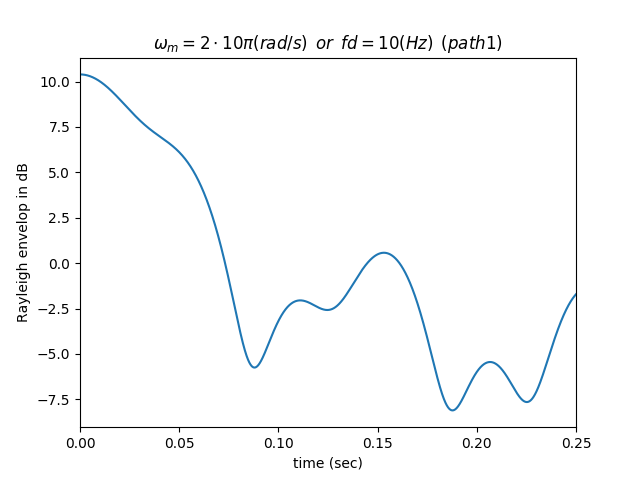 ω_m = 2 · 10π(rad/s) or fd = 10(Hz) (path1)
10.0
7.5
5.0
2.5
0.0
−2.5
−5.0
−7.5
Rayleigh envelop in dB
0.00 0.05 0.10 0.15 0.20 0.25
time (sec)